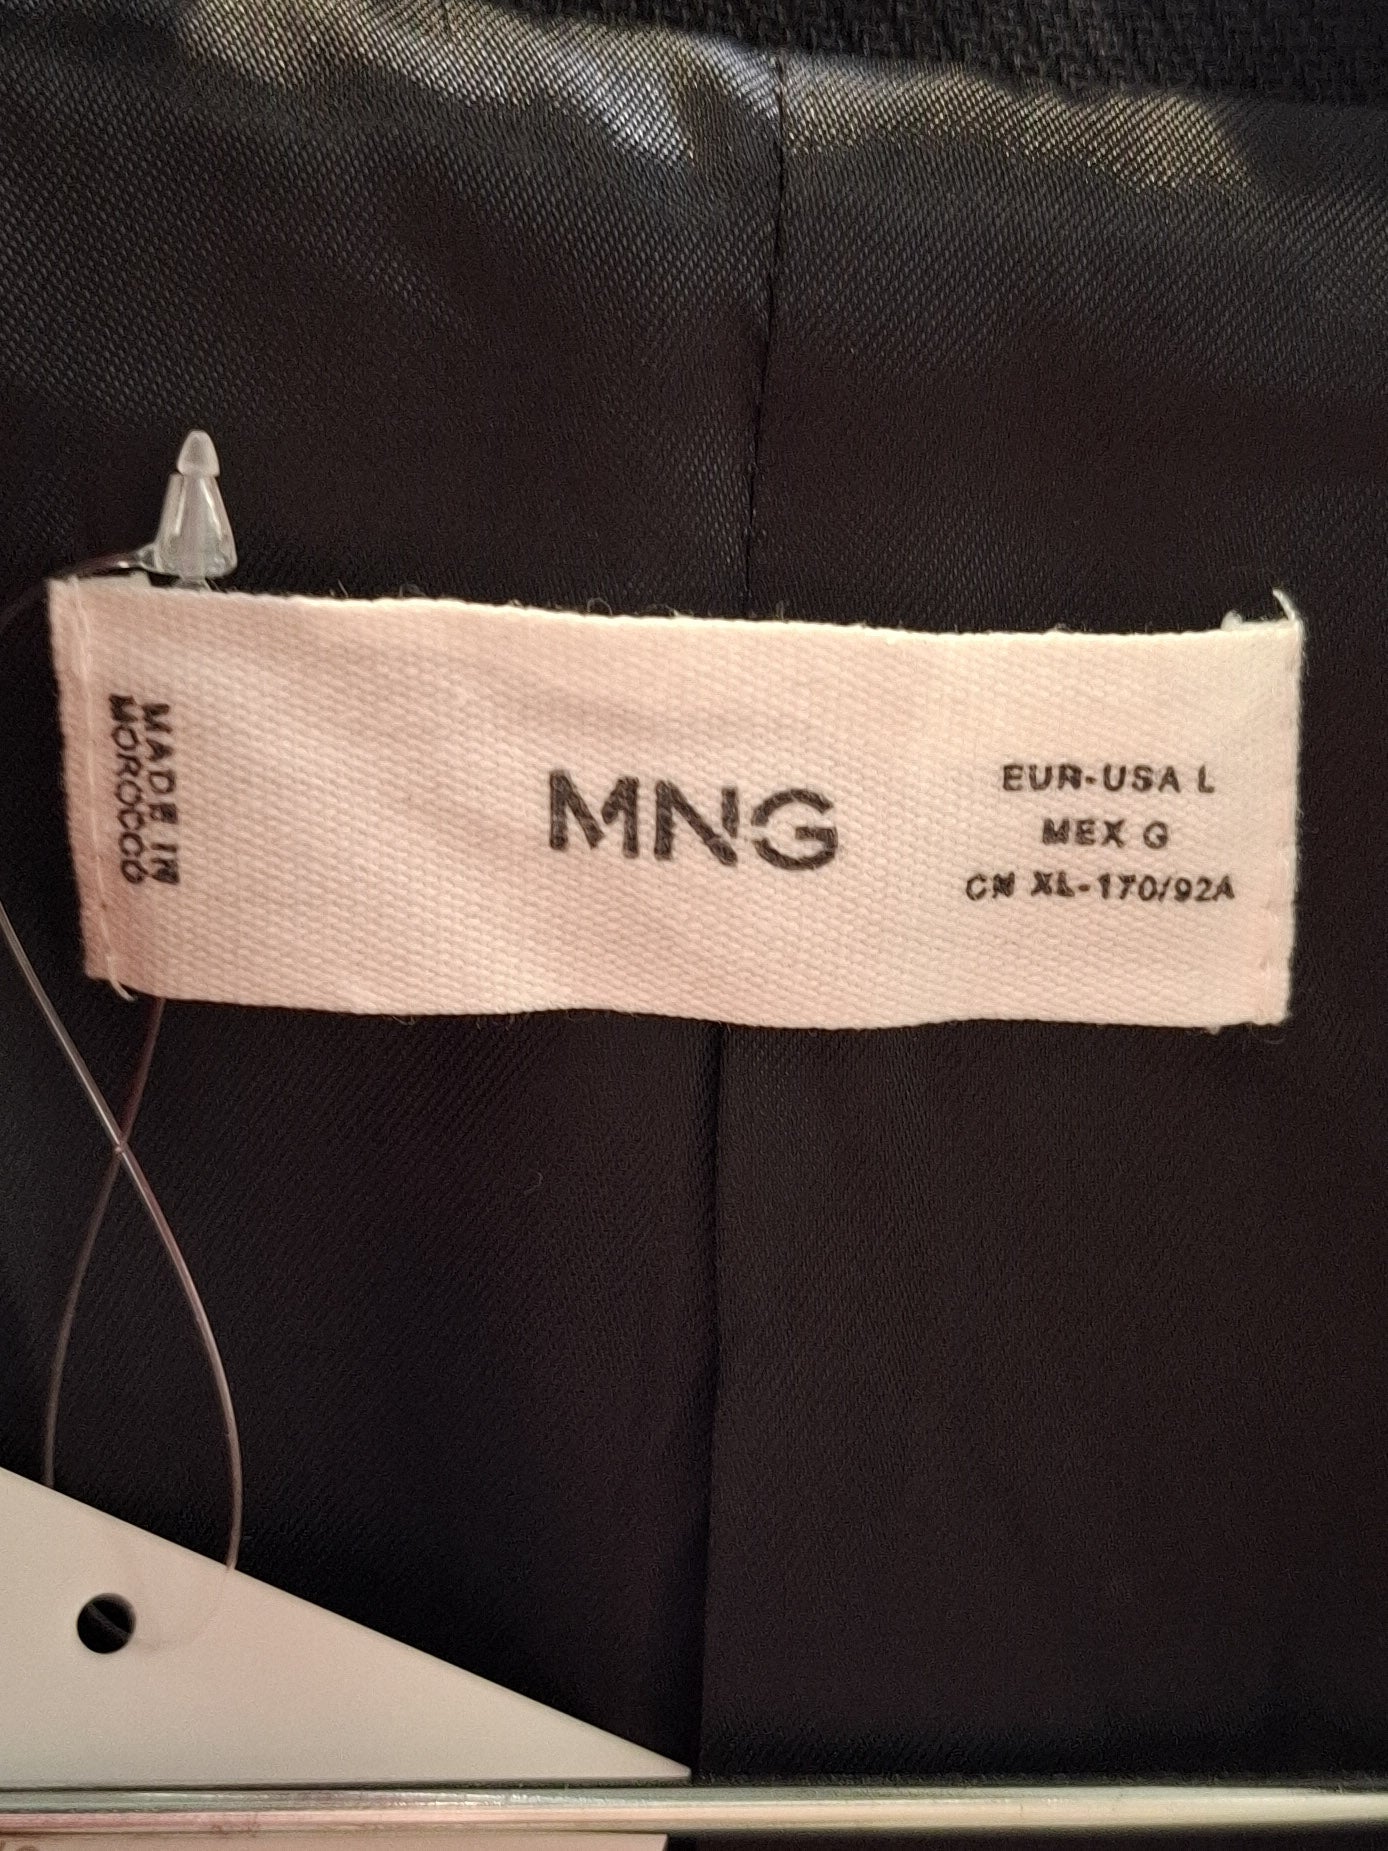 MADE IN
MOROCCO
MNG
EUR-USA L
MEX G
CN XL-170/92A